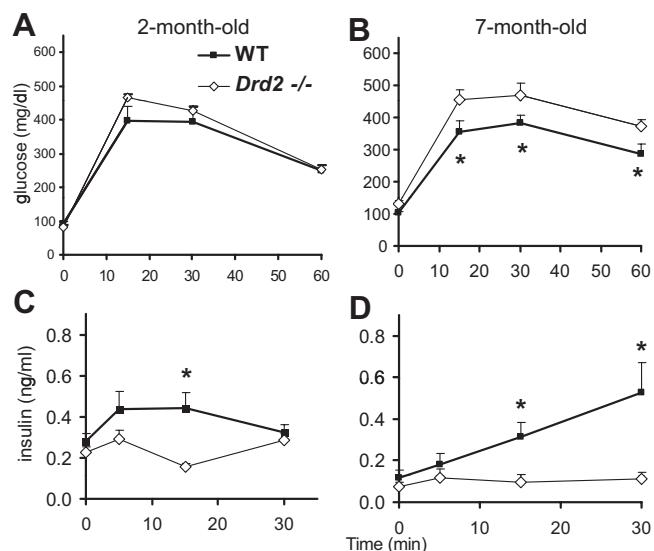 A
2-month-old
B
7-month-old
WT
Drd2 -/-
glucose (mg/dl)
600
500
400
300
200
100
0
0 10 20 30 40 50 60
600
500
400
300
200
100
0
* * *
0 10 20 30 40 50 60
C
D
insulin (ng/ml)
0.8
0.6
0.4
0.2
0.0
*
0 10 20 30
0.8
0.6
0.4
0.2
0.0
*
*
0 10 20 30
Time (min)